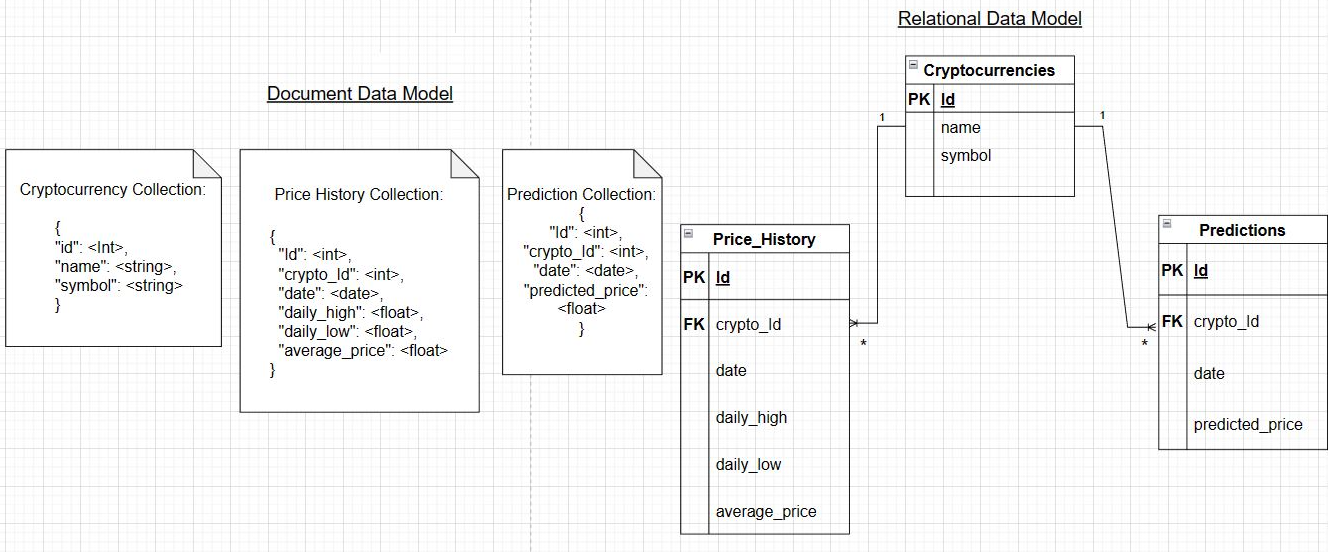 Document Data Model
Cryptocurrency Collection:
{
"id": <Int>,
"name": <string>,
"symbol": <string>
}
Price History Collection:
{
"Id": <int>,
"crypto_Id": <int>,
"date": <date>,
"daily_high": <float>,
"daily_low": <float>,
"average_price": <float>
}
Prediction Collection:
{
"Id": <int>,
"crypto_Id": <int>,
"date": <date>,
"predicted_price":
<float>
}
Relational Data Model
Cryptocurrencies
PK Id
name
symbol
1
1
Price_History
PK Id
FK crypto_Id
date
daily_high
daily_low
average_price
*
Predictions
PK Id
FK crypto_Id
date
predicted_price
*